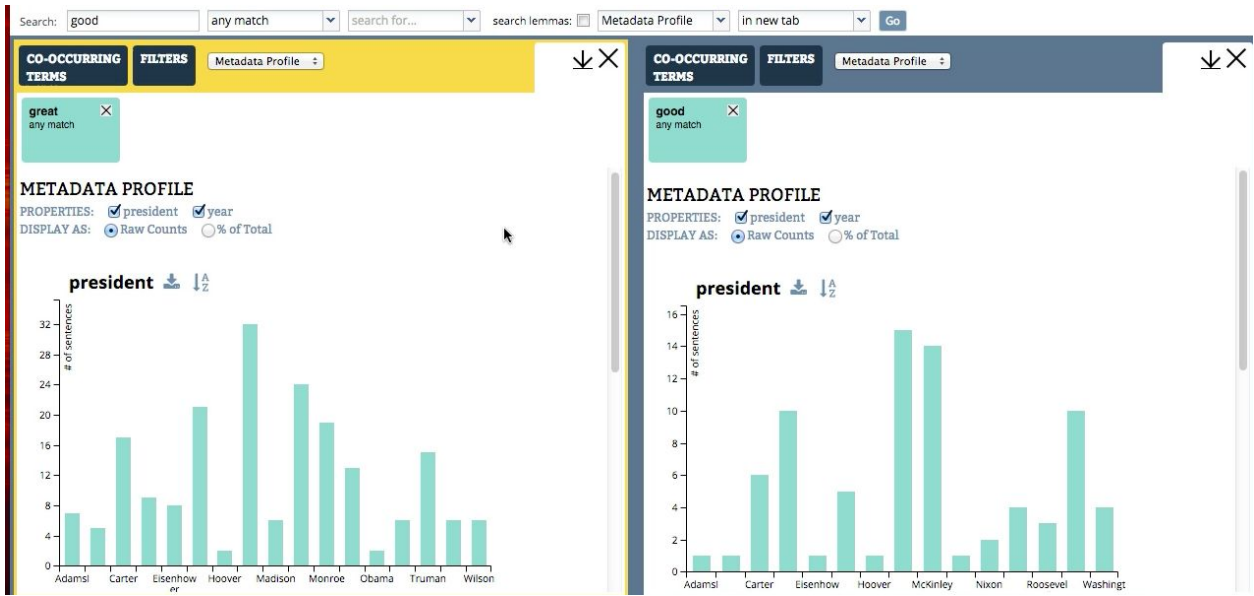 Search: good any match search for... search lemmas: Metadata Profile in new tab Go
CO-OCCURRING TERMS FILTERS Metadata Profile
great
any match
METADATA PROFILE
PROPERTIES: president year
DISPLAY AS: Raw Counts % of Total
president A Z
# of sentences
32
28
24
20
16
12
8
4
0
AdamsI Carter Eisenhow er Hoover Madison Monroe Obama Truman Wilson
CO-OCCURRING TERMS FILTERS Metadata Profile
good
any match
METADATA PROFILE
PROPERTIES: president year
DISPLAY AS: Raw Counts % of Total
president A Z
# of sentences
16
14
12
10
8
6
4
2
0
AdamsI Carter Eisenhow Hoover McKinley Nixon Roosevel Washingt